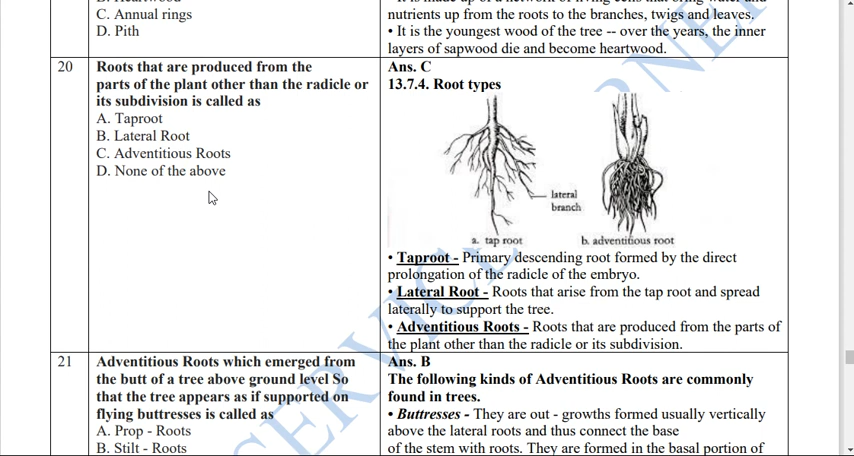 C. Annual rings
D. Pith
nutrients up from the roots to the branches, twigs and leaves.
• It is the youngest wood of the tree -- over the years, the inner
layers of sapwood die and become heartwood.
20
Roots that are produced from the
parts of the plant other than the radicle or
its subdivision is called as
A. Taproot
B. Lateral Root
C. Adventitious Roots
D. None of the above
Ans. C
13.7.4. Root types
lateral
branch
a. tap root
b. adventitious root
• Taproot - Primary descending root formed by the direct
prolongation of the radicle of the embryo.
• Lateral Root - Roots that arise from the tap root and spread
laterally to support the tree.
• Adventitious Roots - Roots that are produced from the parts of
the plant other than the radicle or its subdivision.
21
Adventitious Roots which emerged from
the butt of a tree above ground level So
that the tree appears as if supported on
flying buttresses is called as
A. Prop - Roots
B. Stilt - Roots
Ans. B
The following kinds of Adventitious Roots are commonly
found in trees.
• Buttresses - They are out - growths formed usually vertically
above the lateral roots and thus connect the base
of the stem with roots. They are formed in the basal portion of